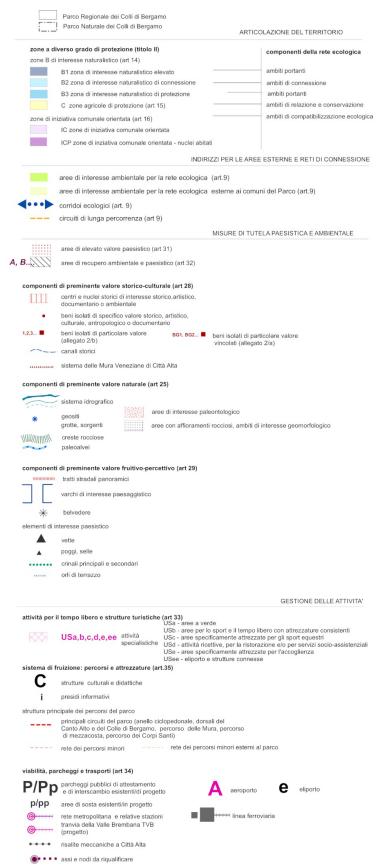 Parco Regionale dei Colli di Bergamo
Parco Naturale dei Colli di Bergamo
ARTICOLAZIONE DEL TERRITORIO
zone a diverso grado di protezione (titolo II)
componenti della rete ecologica
zone B di interesse naturalistico (art 14)
B1 zona di interesse naturalistico elevato
ambiti portanti
B2 zona di interesse naturalistico di connessione
ambiti di connessione
B3 zona di interesse naturalistico di protezione
ambiti portanti
C zone agricole di protezione (art 15)
ambiti di relazione e conservazione
zone di iniziativa comunale orientata (art 16)
ambiti di compatibilizzazione ecologica
IC zone di iniziativa comunale orientata
ICP zone di iniziativa comunale orientata - nuclei abitati
INDIRIZZI PER LE AREE ESTERNE E RETI DI CONNESSIONE
aree di interesse ambientale per la rete ecologica (art.9)
aree di interesse ambientale per la rete ecologica esterne ai comuni del Parco (art.9)
corridoi ecologici (art. 9)
circuiti di lunga percorrenza (art 9)
MISURE DI TUTELA PAESISTICA E AMBIENTALE
aree di elevato valore paesistico (art 31)
A, B... aree di recupero ambientale e paesistico (art 32)
componenti di preminente valore storico-culturale (art 28)
centri e nuclei storici di interesse storico,artistico,
documentario o ambientale
beni isolati di specifico valore storico, artistico,
culturale, antropologico o documentario
1,2,3... beni isolati di particolare valore
(allegato 2/b)
BG1, BG2... beni isolati di particolare valore
vincolati (allegato 2/a)
canali storici
sistema delle Mura Veneziane di Città Alta
componenti di preminente valore naturale (art 25)
sistema idrografico
geositi
aree di interesse paleontologico
grotte, sorgenti
aree con affioramenti rocciosi, ambiti di interesse geomorfologico
creste rocciose
paleoalvei
componenti di preminente valore fruitivo-percettivo (art 29)
tratti stradali panoramici
varchi di interesse paesaggistico
belvedere
elementi di interesse paesistico
vette
poggi, selle
crinali principali e secondari
orli di terrazzo
GESTIONE DELLE ATTIVITA'
attività per il tempo libero e strutture turistiche (art 33)
USa,b,c,d,e,ee attività
specialistiche
USa - aree a verde
USb - aree per lo sport e il tempo libero con attrezzature consistenti
USc - aree specificamente attrezzate per gli sport equestri
USd - attività ricettive, per la ristorazione e/o per servizi socio-assistenziali
USe - aree specificamente attrezzate per l'accoglienza
USee - eliporto e strutture connesse
sistema di fruizione: percorsi e attrezzature (art.35)
C strutture culturali e didattiche
i presidi informativi
struttura principale dei percorsi del parco
principali circuiti del parco (anello ciclopedonale, dorsali del
Canto Alto e del Colle di Bergamo, percorso delle Mura, percorso
di mezzacosta, percorso dei Corpi Santi)
rete dei percorsi minori
rete dei percorsi minori esterni al parco
viabilità, parcheggi e trasporti (art 34)
P/Pp parcheggi pubblici di attestamento
e di interscambio esistenti/di progetto
A aeroporto
e eliporto
p/pp aree di sosta esistenti/in progetto
rete metropolitana e relative stazioni
tranvia della Valle Brembana TVB
(progetto)
linea ferroviaria
risalite meccaniche a Città Alta
assi e nodi da riqualificare